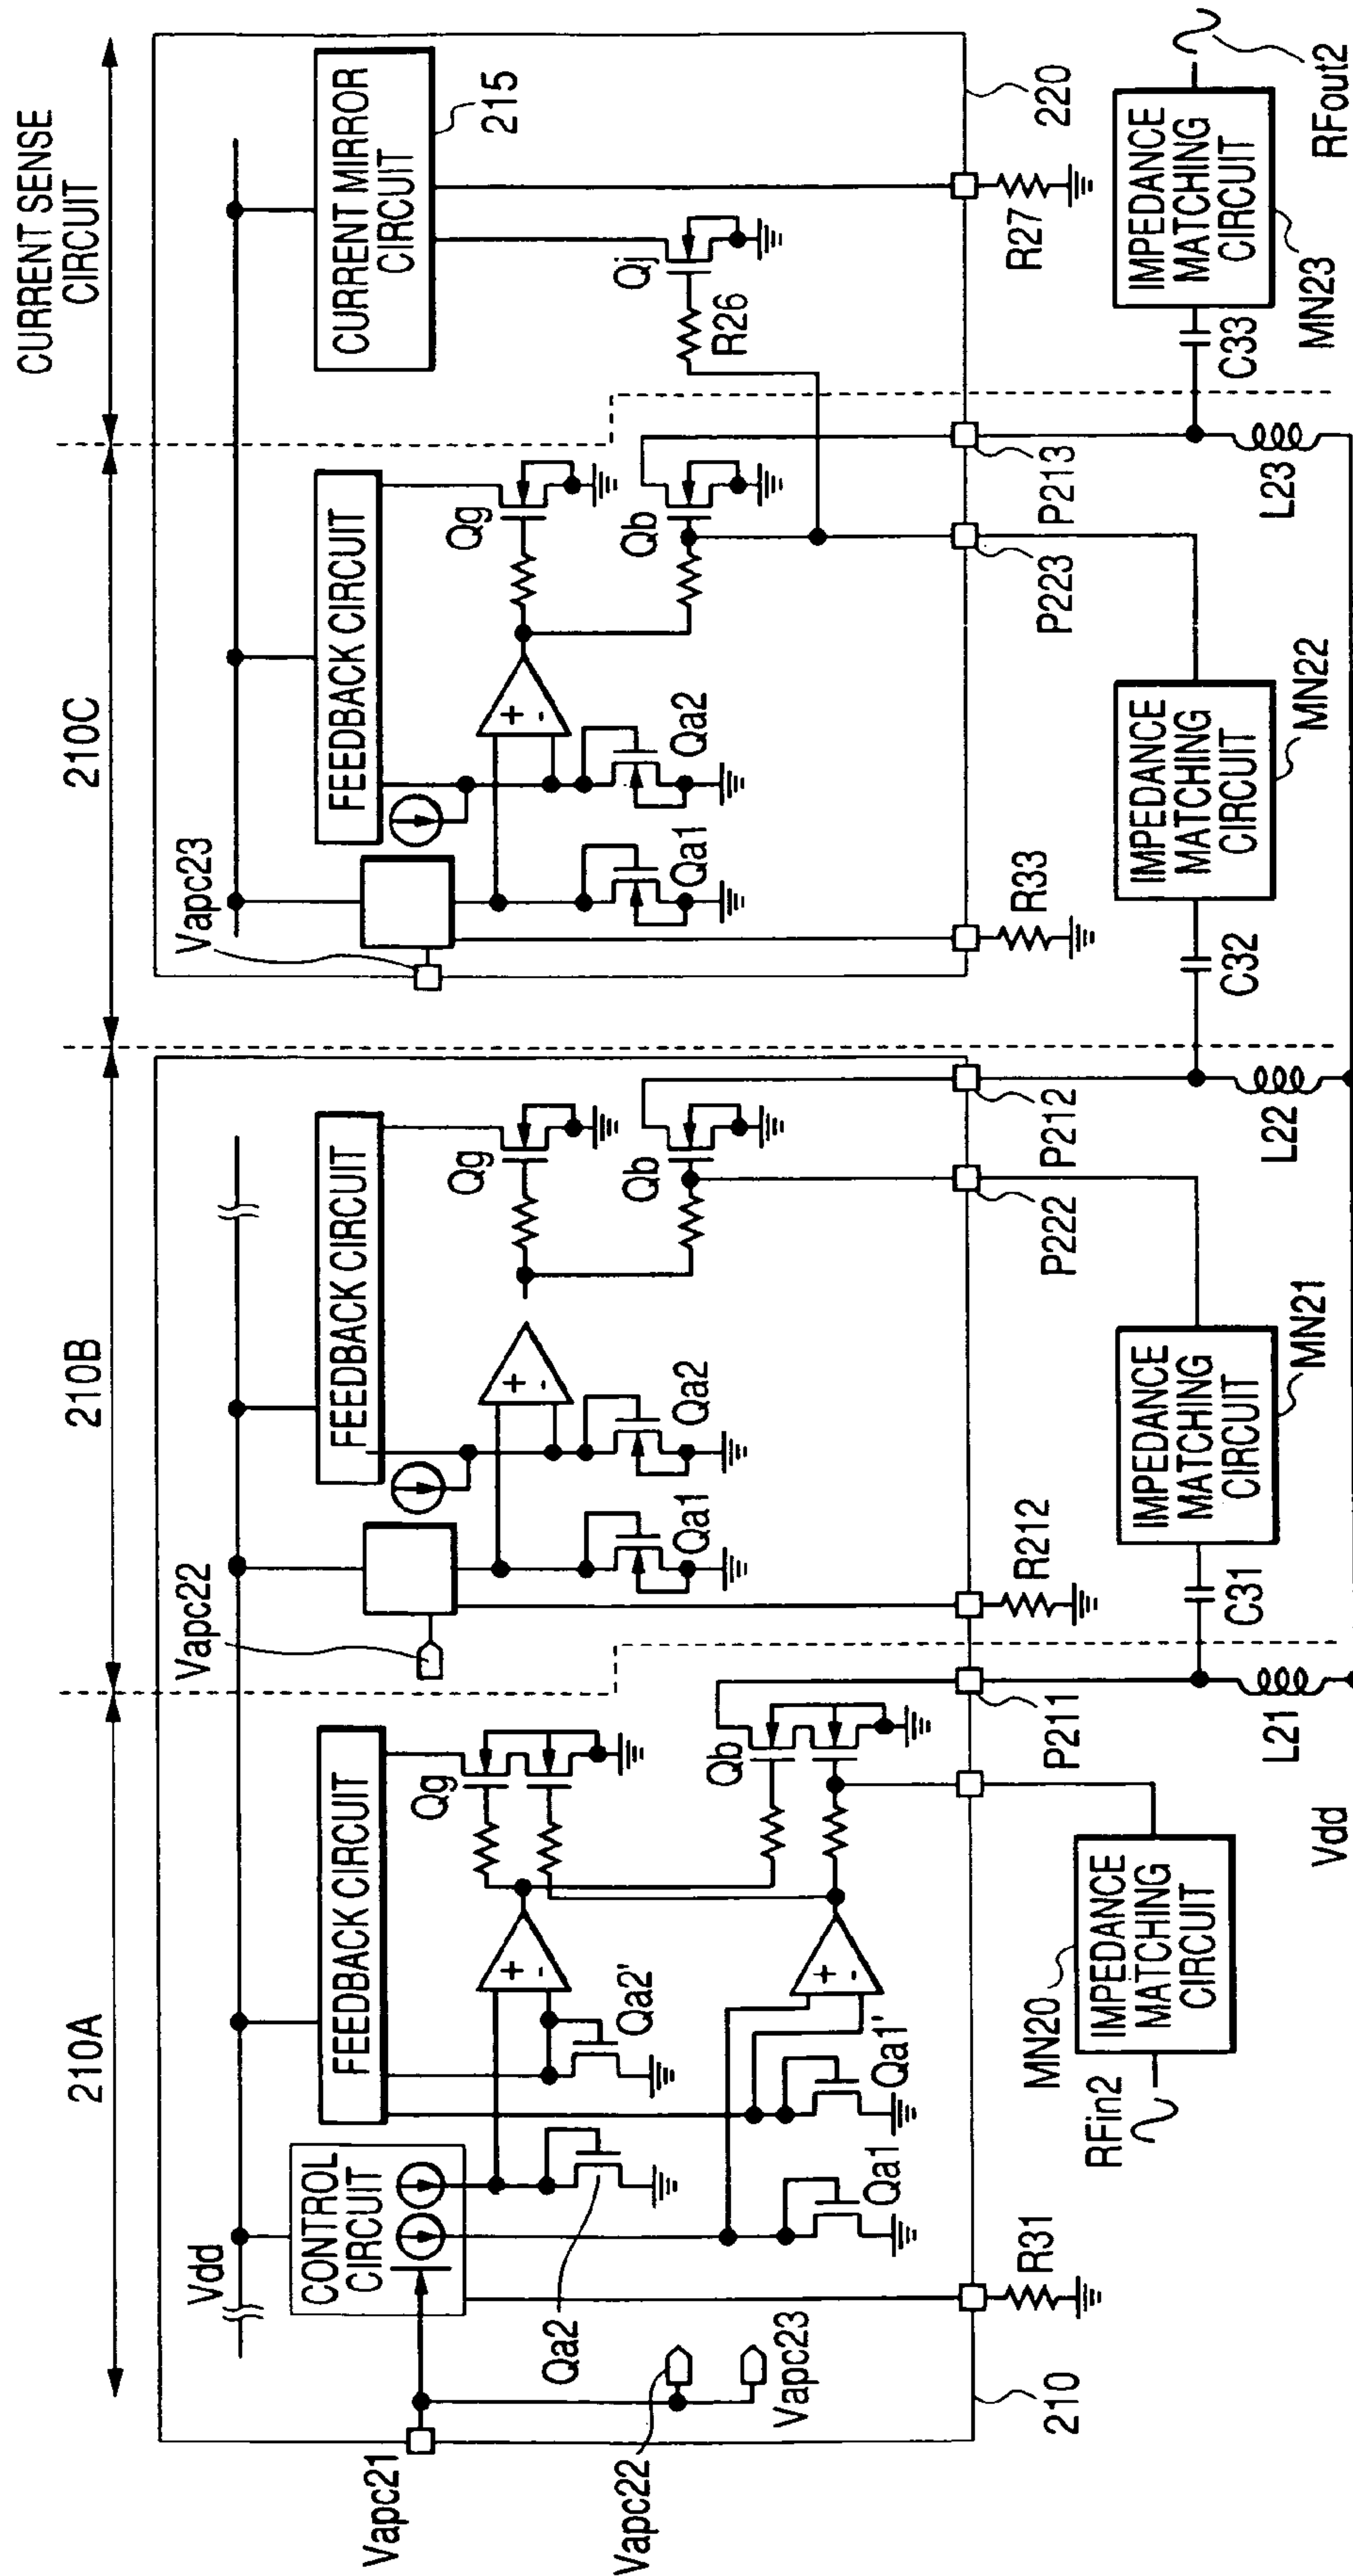 CURRENT SENSE
CIRCUIT
210C
210B
210A
Vdd
CONTROL
CIRCUIT
FEEDBACK CIRCUIT
Vapc21
Vapc22
Vapc23
Qa2
Qa2'
Qa1
Qa1'
+
-
+
-
Qg
Qb
210
R31
RFin2
MN20
IMPEDANCE
MATCHING
CIRCUIT
P211
L21
Vdd
Vapc22
FEEDBACK CIRCUIT
Qa1
Qa2
+
-
Qg
Qb
R212
C31
IMPEDANCE
MATCHING
CIRCUIT
MN21
P222
P212
L22
Vapc23
FEEDBACK CIRCUIT
Qa1
Qa2
+
-
Qg
Qb
R33
C32
IMPEDANCE
MATCHING
CIRCUIT
MN22
P223
P213
L23
CURRENT MIRROR
CIRCUIT
215
Qj
R26
R27
220
C33
IMPEDANCE
MATCHING
CIRCUIT
MN23
RFout2